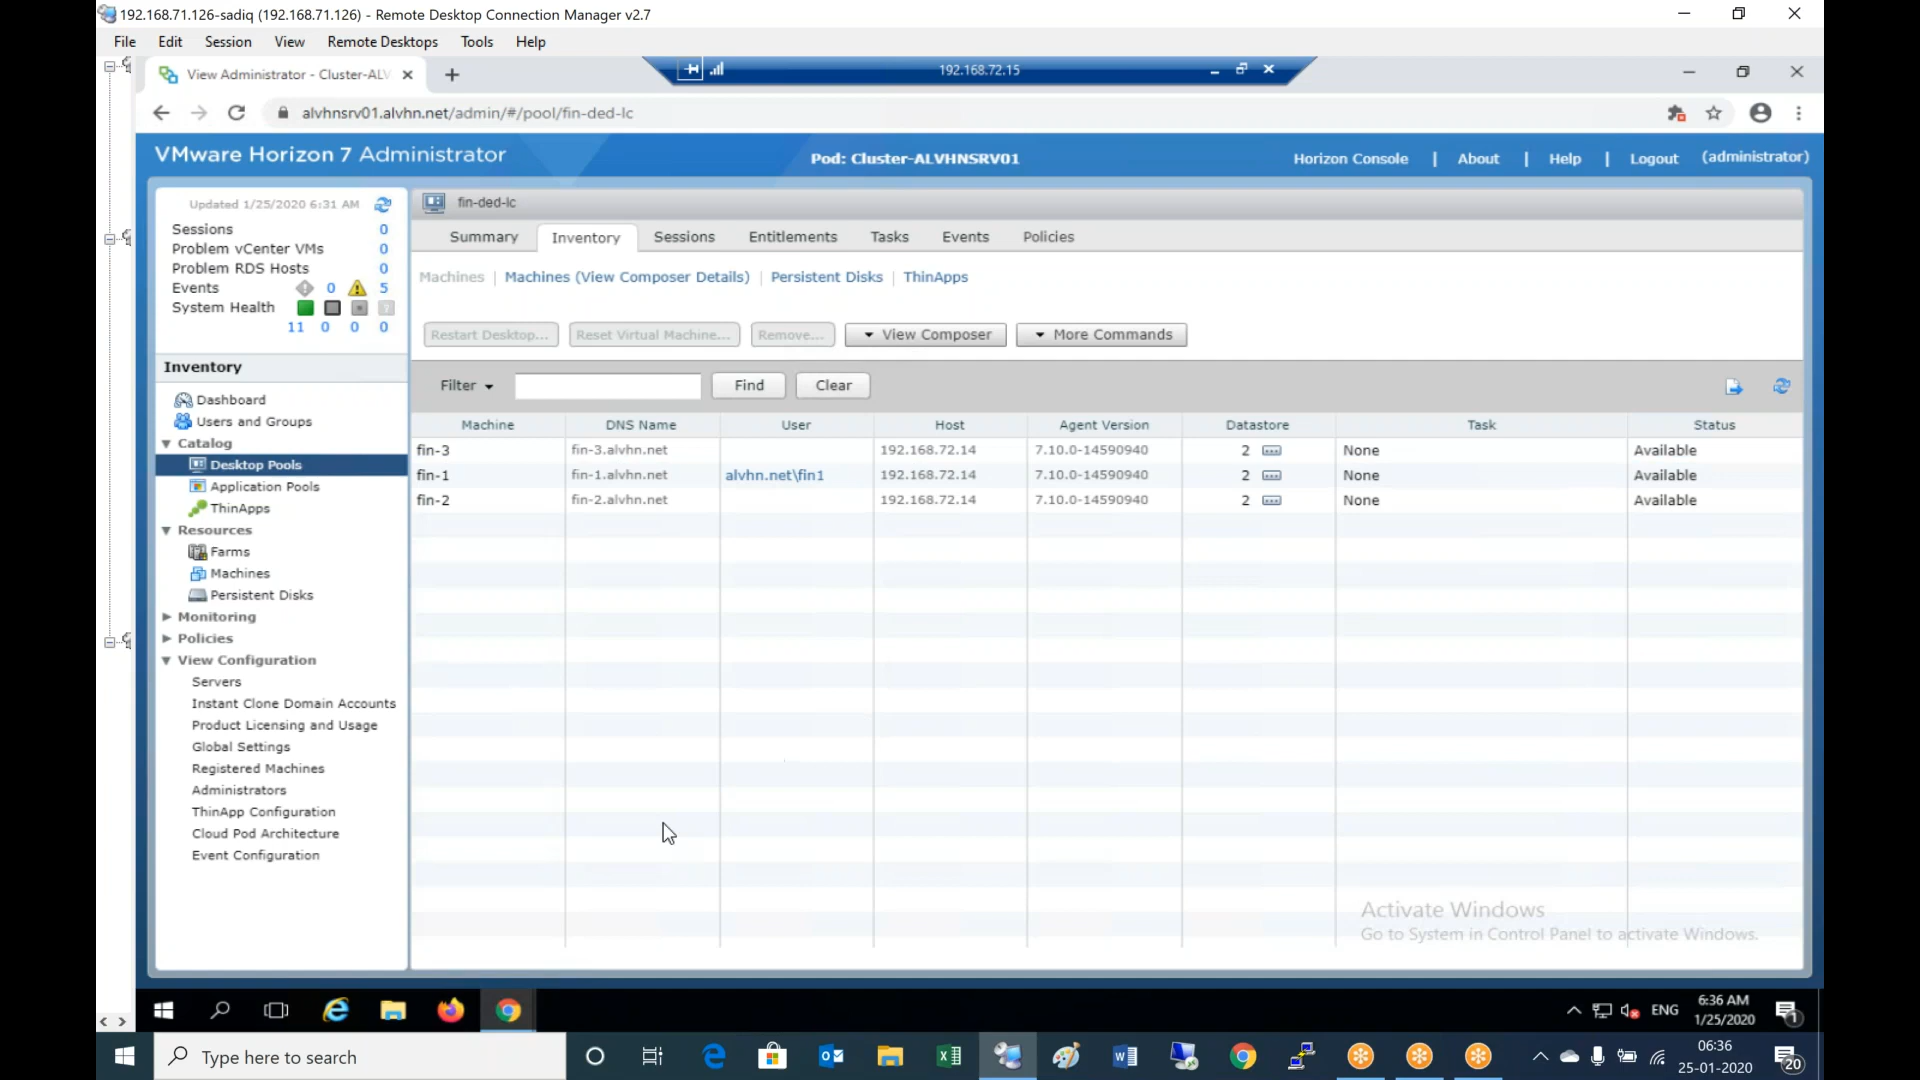 192.168.71.126-sadiq (192.168.71.126) - Remote Desktop Connection Manager v2.7
File Edit Session View Remote Desktops Tools Help
View Administrator - Cluster-ALV
192.168.72.15
alvhnsrv01.alvhn.net/admin/#/pool/fin-ded-lc
VMware Horizon 7 Administrator
Pod: Cluster-ALVHNSRV01
Horizon Console | About | Help | Logout (administrator)
Updated 1/25/2020 6:31 AM
Sessions 0
Problem vCenter VMs 0
Problem RDS Hosts 0
Events 0 5
System Health
11 0 0 0
Inventory
Dashboard
Users and Groups
Catalog
Desktop Pools
Application Pools
ThinApps
Resources
Farms
Machines
Persistent Disks
Monitoring
Policies
View Configuration
Servers
Instant Clone Domain Accounts
Product Licensing and Usage
Global Settings
Registered Machines
Administrators
ThinApp Configuration
Cloud Pod Architecture
Event Configuration
fin-ded-lc
Summary Inventory Sessions Entitlements Tasks Events Policies
Machines | Machines (View Composer Details) | Persistent Disks | ThinApps
Restart Desktop... Reset Virtual Machine... Remove... View Composer More Commands
Filter Find Clear
Machine DNS Name User Host Agent Version Datastore Task Status
fin-3 fin-3.alvhn.net 192.168.72.14 7.10.0-14590940 2 None Available
fin-1 fin-1.alvhn.net alvhn.net\fin1 192.168.72.14 7.10.0-14590940 2 None Available
fin-2 fin-2.alvhn.net 192.168.72.14 7.10.0-14590940 2 None Available
Activate Windows
Go to System in Control Panel to activate Windows.
ENG
6:36 AM
1/25/2020
1
Type here to search
06:36
25-01-2020
20